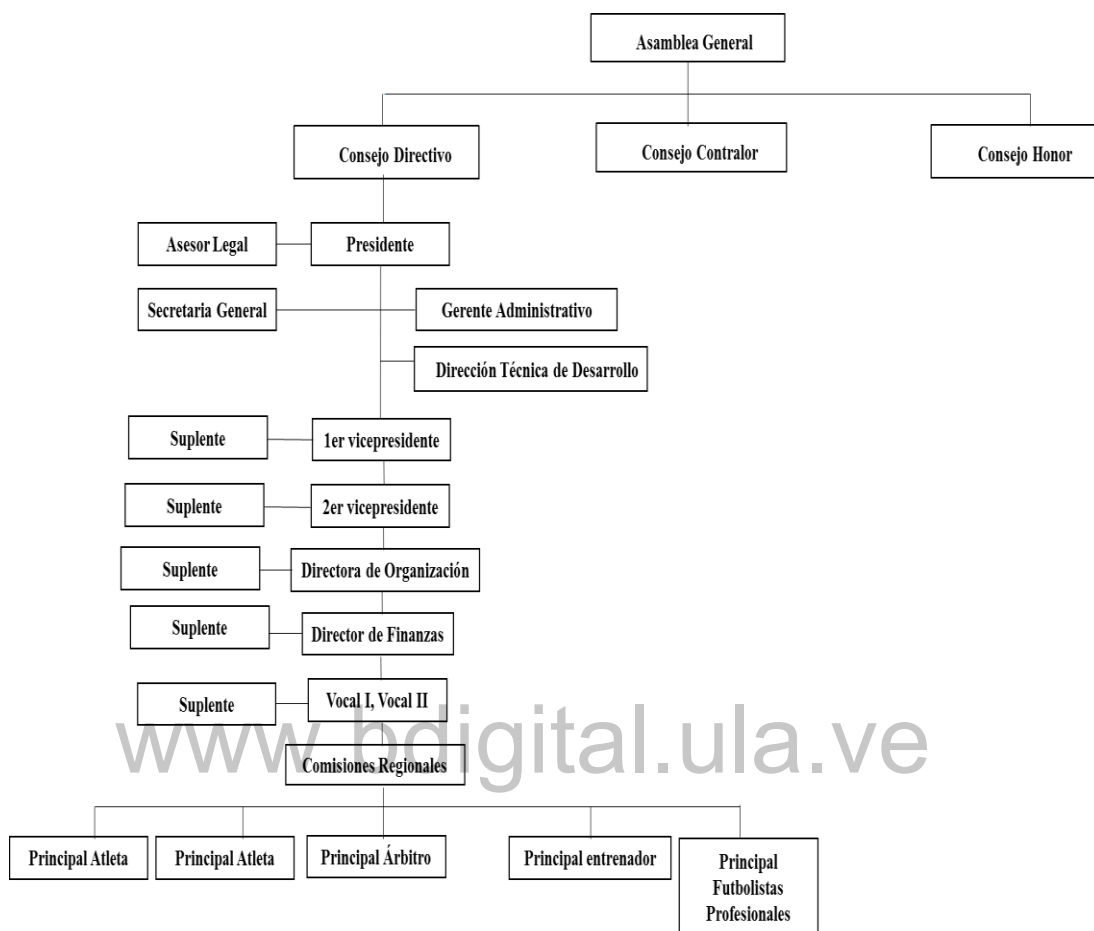 Asamblea General
Consejo Directivo
Consejo Contralor
Consejo Honor
Asesor Legal
Presidente
Secretaria General
Gerente Administrativo
Dirección Técnica de Desarrollo
Suplente
1er vicepresidente
Suplente
2er vicepresidente
Suplente
Directora de Organización
Suplente
Director de Finanzas
Suplente
Vocal I, Vocal II
www.bdigital.ula.ve
Comisiones Regionales
Principal Atleta
Principal Atleta
Principal Árbitro
Principal entrenador
Principal
Futbolistas
Profesionales